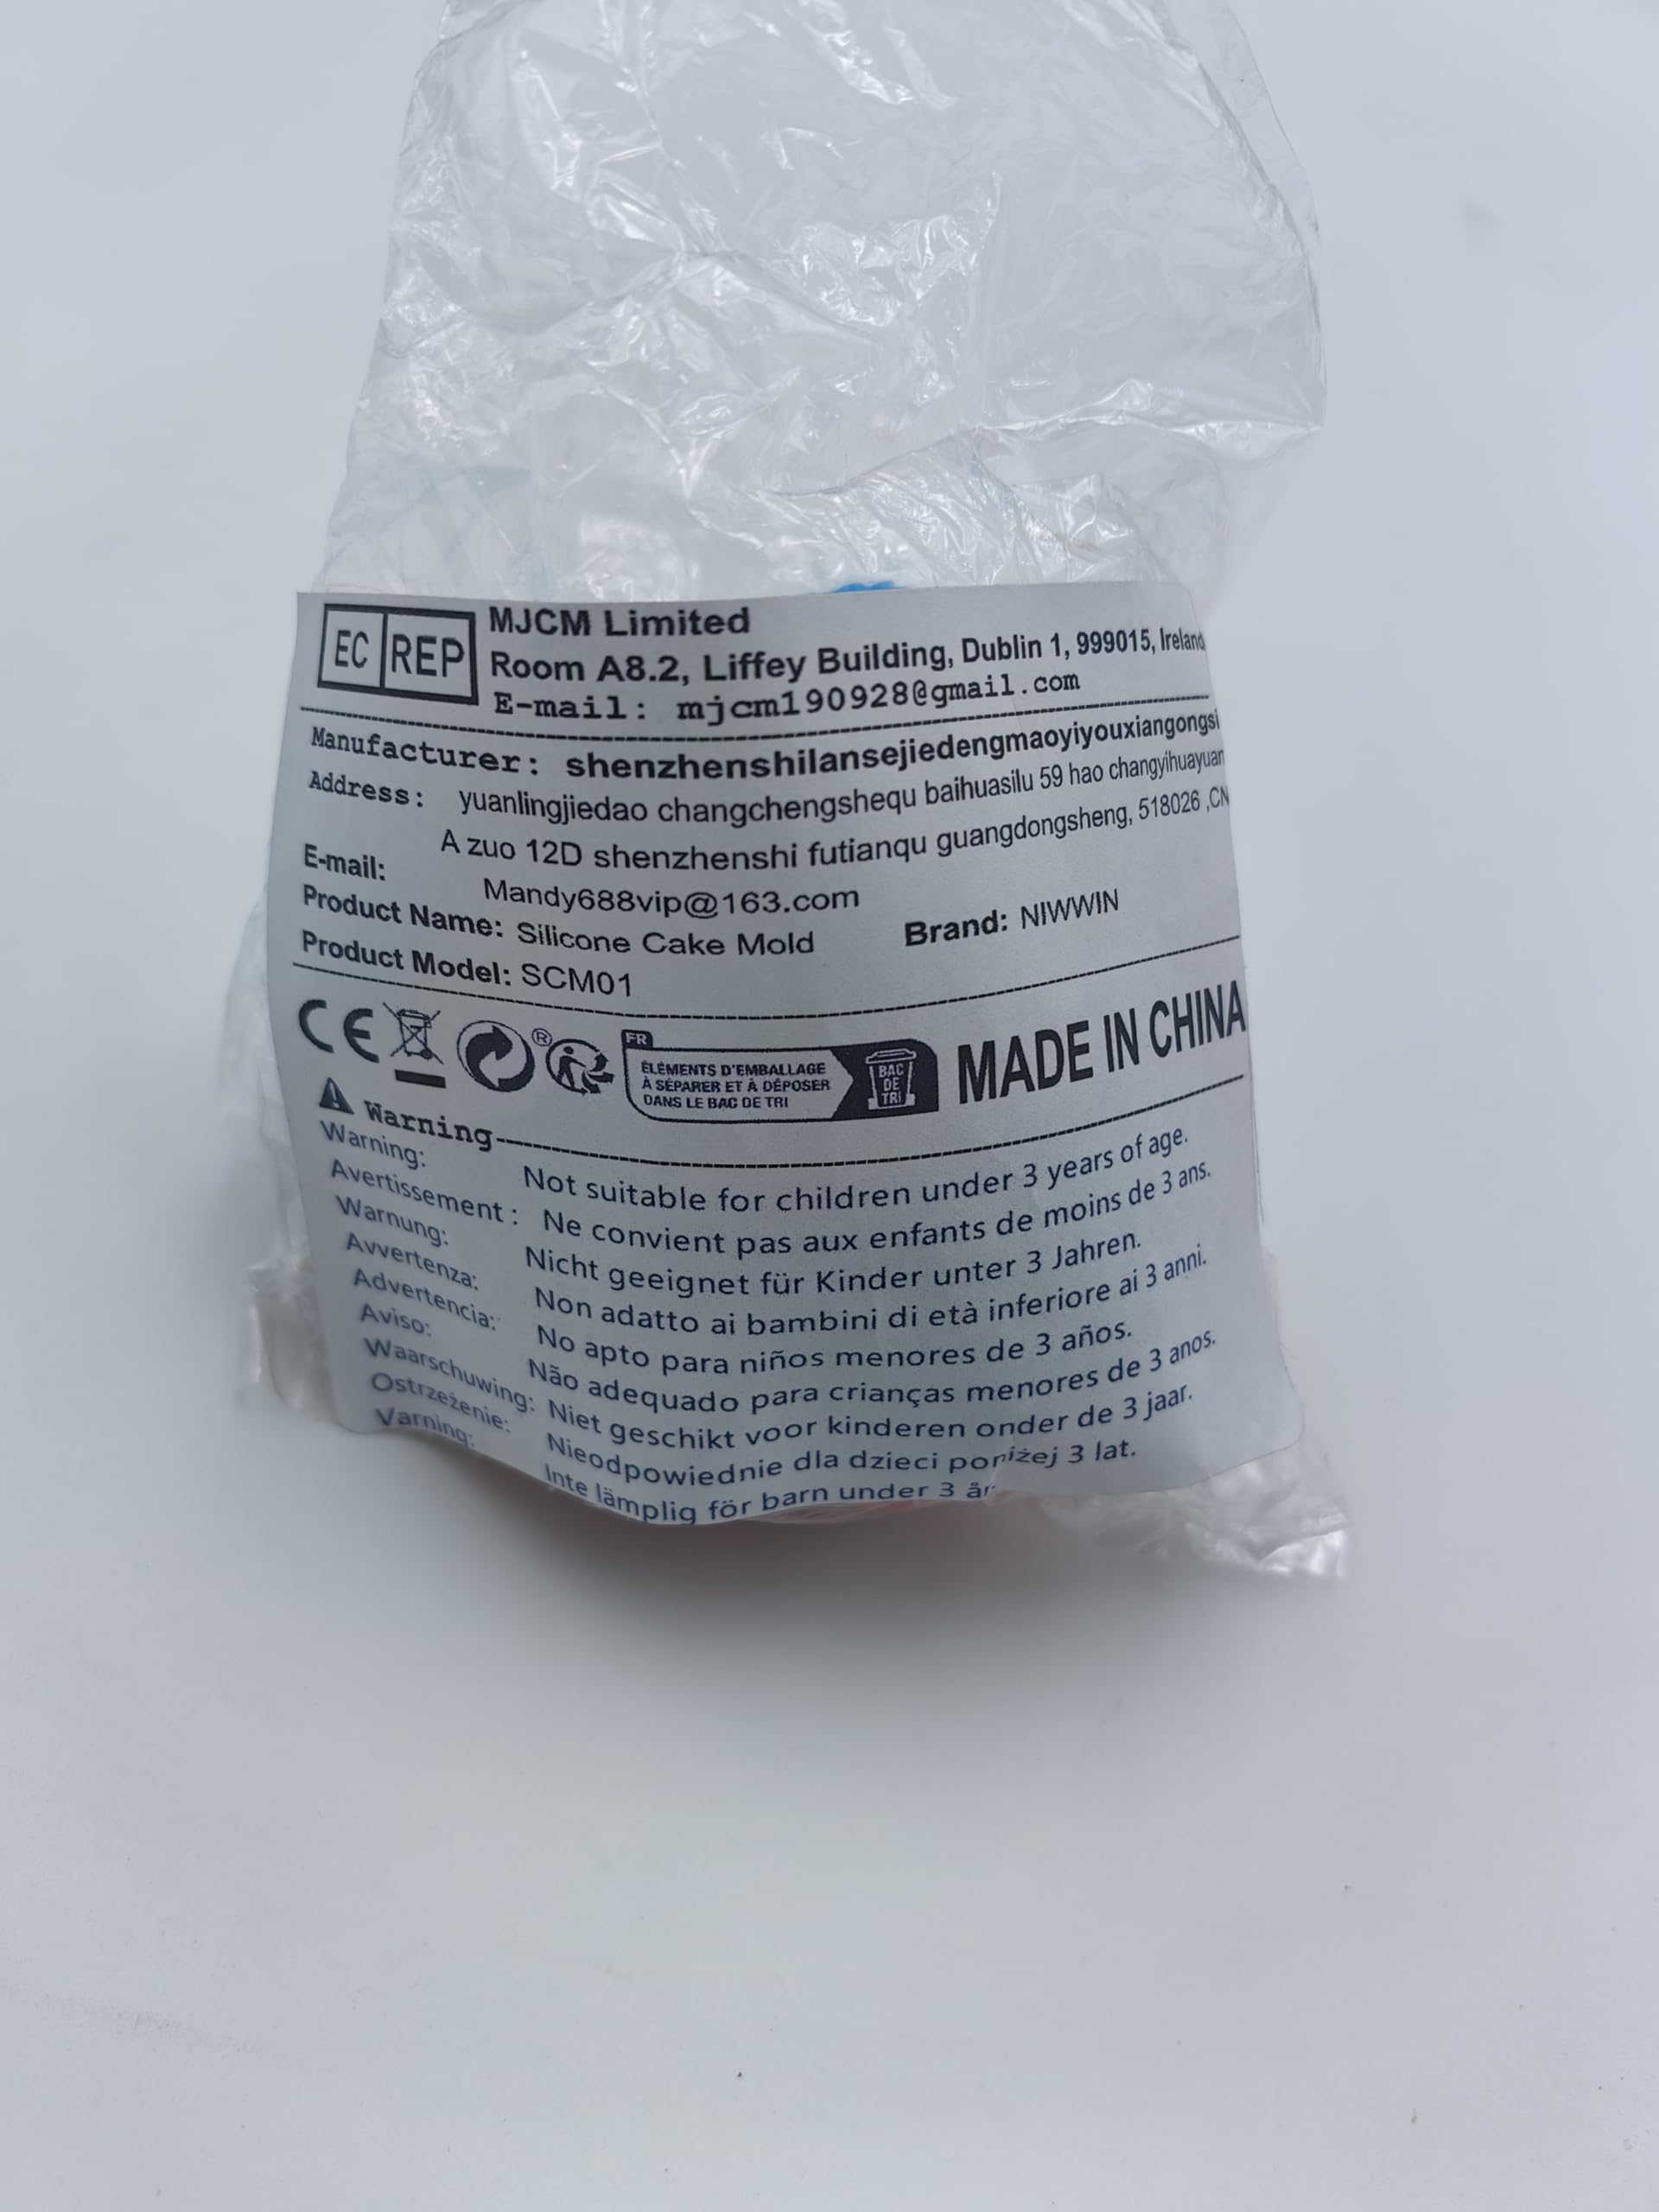 EC REP
MJCM Limited
Room A8.2, Liffey Building, Dublin 1, 999015, Ireland
E-mail: mjcm190928@gmail.com
Manufacturer: shenzhenshilansejiedengmaoyiyouxiangongsi
Address: yuanlingjiedao changchengshequ baihuasilu 59 hao changyihuayuan
A zuo 12D shenzhenshi futianqu guangdongsheng, 518026 ,CN
E-mail: Mandy688vip@163.com
Product Name: Silicone Cake Mold Brand: NIWWIN
Product Model: SCM01
CE ® FR
ÉLÉMENTS D'EMBALLAGE
À SÉPARER ET À DÉPOSER
DANS LE BAC DE TRI
BAC
DE
TRI
MADE IN CHINA
Warning
Warning: Not suitable for children under 3 years of age.
Avertissement : Ne convient pas aux enfants de moins de 3 ans.
Warnung: Nicht geeignet für Kinder unter 3 Jahren.
Avvertenza: Non adatto ai bambini di età inferiore ai 3 anni.
Advertencia: No apto para niños menores de 3 años.
Aviso: Não adequado para crianças menores de 3 anos.
Waarschuwing: Niet geschikt voor kinderen onder de 3 jaar.
Ostrzeżenie: Nieodpowiednie dla dzieci poniżej 3 lat.
Varning: Inte lämplig för barn under 3 år